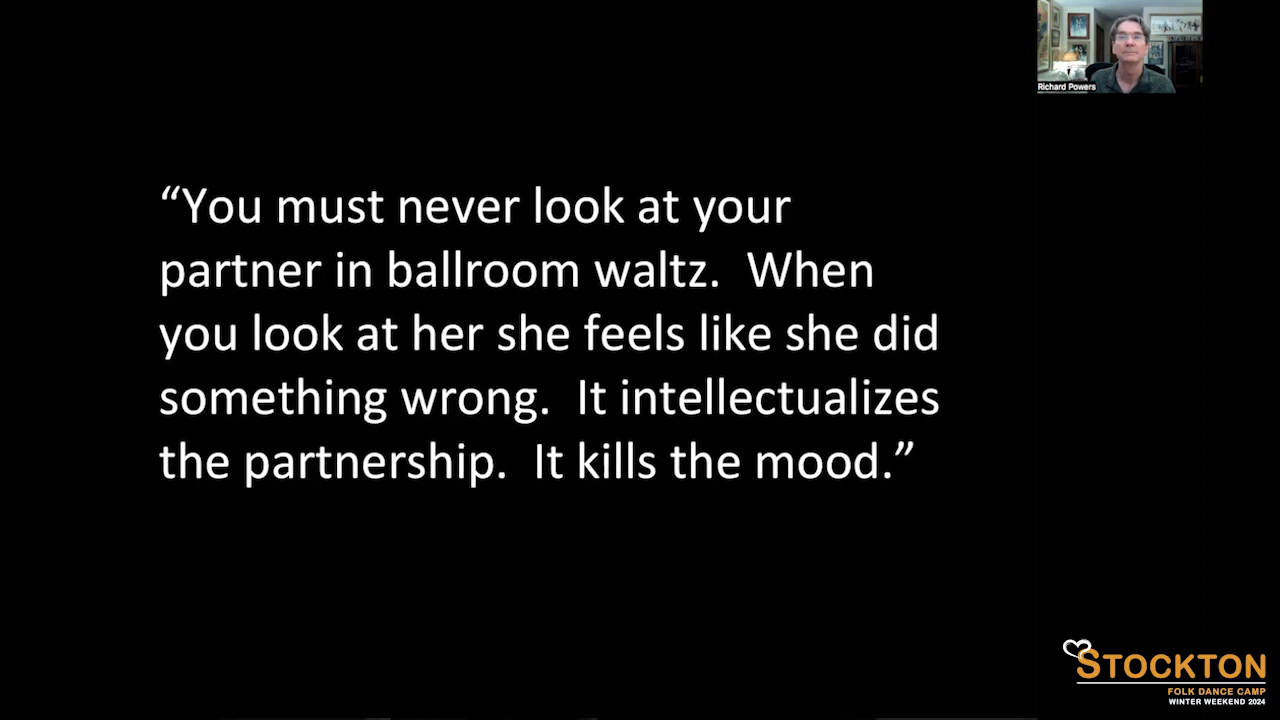 Richard Powers
“You must never look at your
partner in ballroom waltz.  When
you look at her she feels like she did
something wrong.  It intellectualizes
the partnership.  It kills the mood.”
STOCKTON
FOLK DANCE CAMP
WINTER WEEKEND 2024